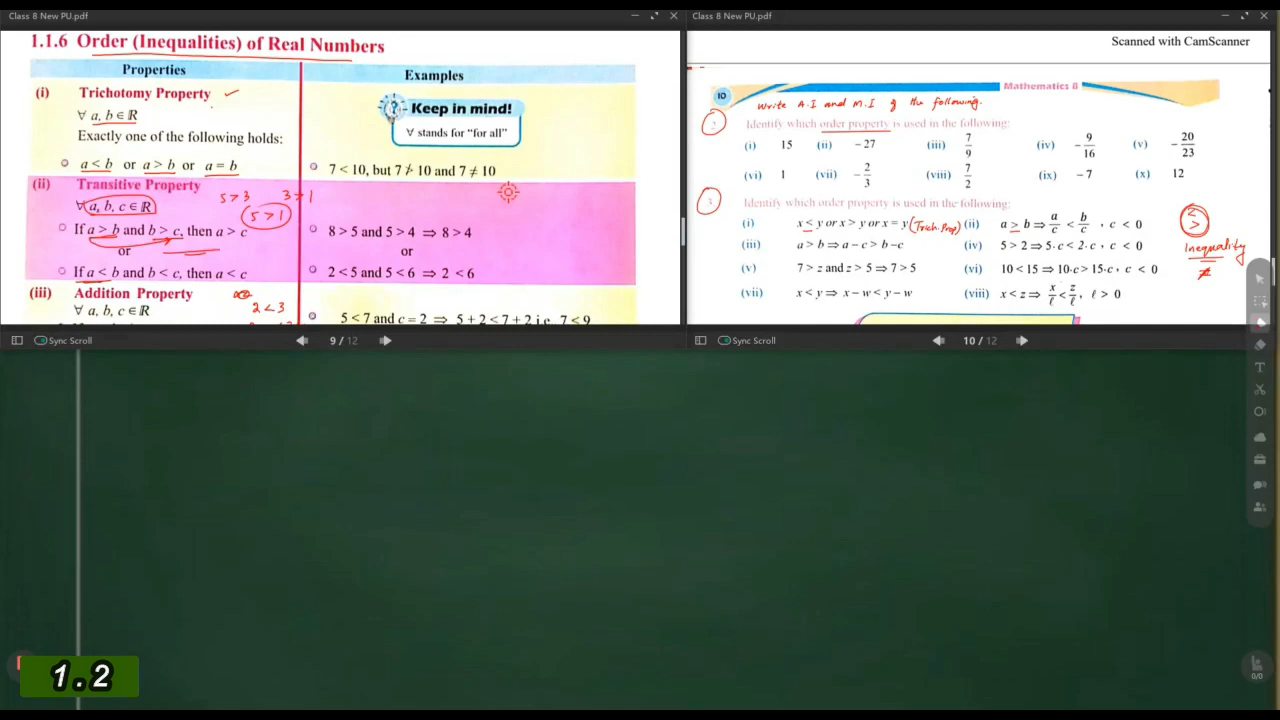 Class 8 New PU.pdf
1.1.6 Order (Inequalities) of Real Numbers
Properties
Examples
(i) Trichotomy Property
∀ a, b ∈ ℝ
Exactly one of the following holds:
a < b or a > b or a = b
Keep in mind!
∀ stands for "for all"
7 < 10, but 7 ≯ 10 and 7 ≠ 10
(ii) Transitive Property
5 > 3 3 > 1
∀ a, b, c ∈ ℝ
5 > 1
If a > b and b > c, then a > c
8 > 5 and 5 > 4 ⇒ 8 > 4
or
or
If a < b and b < c, then a < c
2 < 5 and 5 < 6 ⇒ 2 < 6
(iii) Addition Property
2 < 3
∀ a, b, c ∈ ℝ
5 < 7 and c = 2 ⇒ 5 + 2 < 7 + 2 i.e., 7 < 9
Sync Scroll
9 / 12
Class 8 New PU.pdf
Scanned with CamScanner
10
Mathematics 8
Write A.I and M.I of the following.
2 Identify which order property is used in the following:
(i) 15 (ii) -27 (iii) 7/9 (iv) -9/16 (v) -20/23
(vi) 1 (vii) -2/3 (viii) 7/2 (ix) -7 (x) 12
3 Identify which order property is used in the following:
(i) x < y or x > y or x = y (Trich. Prop) (ii) a > b ⇒ a/c < b/c , c < 0
(iii) a > b ⇒ a - c > b - c (iv) 5 > 2 ⇒ 5·c < 2·c , c < 0
(v) 7 > z and z > 5 ⇒ 7 > 5 (vi) 10 < 15 ⇒ 10·c > 15·c , c < 0
(vii) x < y ⇒ x - w < y - w (viii) x < z ⇒ x/ℓ < z/ℓ, ℓ > 0
>
Inequality
≠
Sync Scroll
10 / 12
T
0/0
1.2